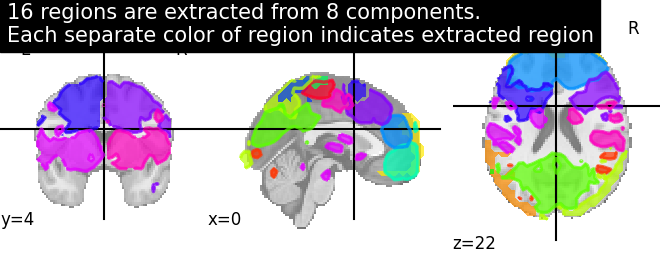 16 regions are extracted from 8 components.
Each separate color of region indicates extracted region
R
y=4
x=0
z=22